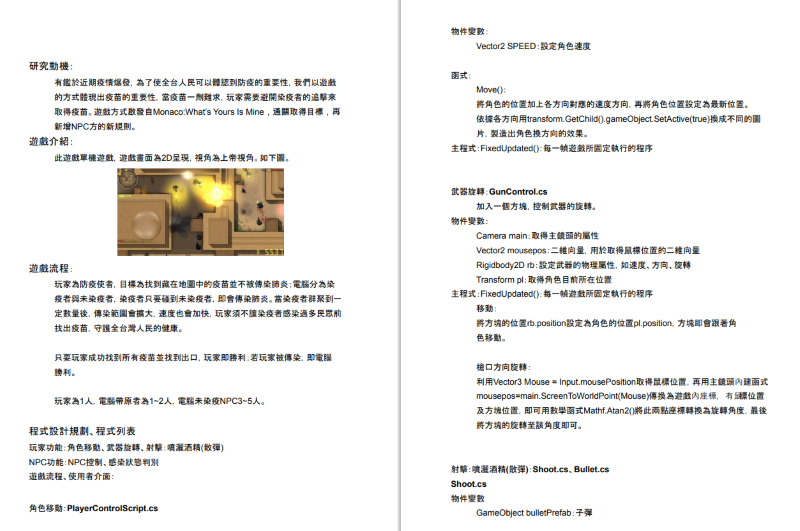 研究動機:
有鑑於近期疫情爆發, 為了使全台人民可以體認到防疫的重要性, 我們以遊戲
的方式體現出疫苗的重要性, 當疫苗一劑難求, 玩家需要避開染疫者的追擊來
取得疫苗。遊戲方式啟發自Monaco:What's Yours Is Mine , 通關取得目標 , 再
新增NPC方的新規則。
遊戲介紹:
此遊戲單機遊戲, 遊戲畫面為2D呈現, 視角為上帝視角。如下圖。
遊戲流程:
玩家為防疫使者, 目標為找到藏在地圖中的疫苗並不被傳染肺炎;電腦分為染
疫者與未染疫者, 染疫者只要碰到未染疫者, 即會傳染肺炎。當染疫者群聚到一
定數量後, 傳染範圍會擴大, 速度也會加快, 玩家須不讓染疫者感染過多民眾前
找出疫苗, 守護全台灣人民的健康。
只要玩家成功找到所有疫苗並找到出口, 玩家即勝利;若玩家被傳染, 即電腦
勝利。
玩家為1人, 電腦帶原者為1~2人, 電腦未染疫NPC3~5人。
程式設計規劃、程式列表
玩家功能:角色移動、武器旋轉、射擊:噴灑酒精(散彈)
NPC功能:NPC控制、感染狀態判別
遊戲流程、使用者介面:
角色移動:PlayerControlScript.cs
物件變數:
Vector2 SPEED:設定角色速度
函式:
Move():
將角色的位置加上各方向對應的速度方向, 再將角色位置設定為最新位置。
依據各方向用transform.GetChild().gameObject.SetActive(true)換成不同的圖
片, 製造出角色換方向的效果。
主程式:FixedUpdated():每一幀遊戲所固定執行的程序
武器旋轉:GunControl.cs
加入一個方塊, 控制武器的旋轉。
物件變數:
Camera main:取得主鏡頭的屬性
Vector2 mousepos:二維向量, 用於取得鼠標位置的二維向量
Rigidbody2D rb:設定武器的物理屬性, 如速度、方向、旋轉
Transform pl:取得角色目前所在位置
主程式:FixedUpdated():每一幀遊戲所固定執行的程序
移動:
將方塊的位置rb.position設定為角色的位置pl.position, 方塊即會跟著角
色移動。
槍口方向旋轉:
利用Vector3 Mouse = Input.mousePosition取得鼠標位置, 再用主鏡頭內建函式
mousepos=main.ScreenToWorldPoint(Mouse)傳換為遊戲內座標, 有鼠標位置
及方塊位置, 即可用數學函式Mathf.Atan2()將此兩點座標轉換為旋轉角度, 最後
將方塊的旋轉至該角度即可。
射擊:噴灑酒精(散彈):Shoot.cs、Bullet.cs
Shoot.cs
物件變數
GameObject bulletPrefab:子彈